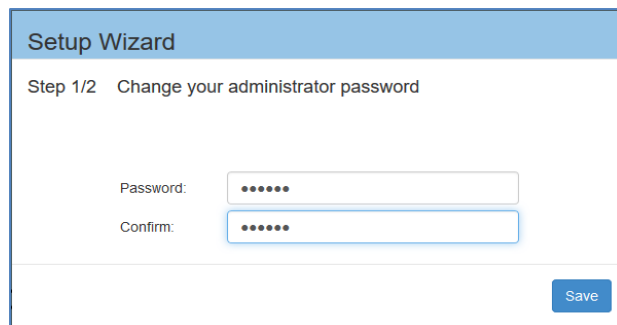 Setup Wizard
Step 1/2 Change your administrator password
Password: ●●●●●●
Confirm: ●●●●●●
Save